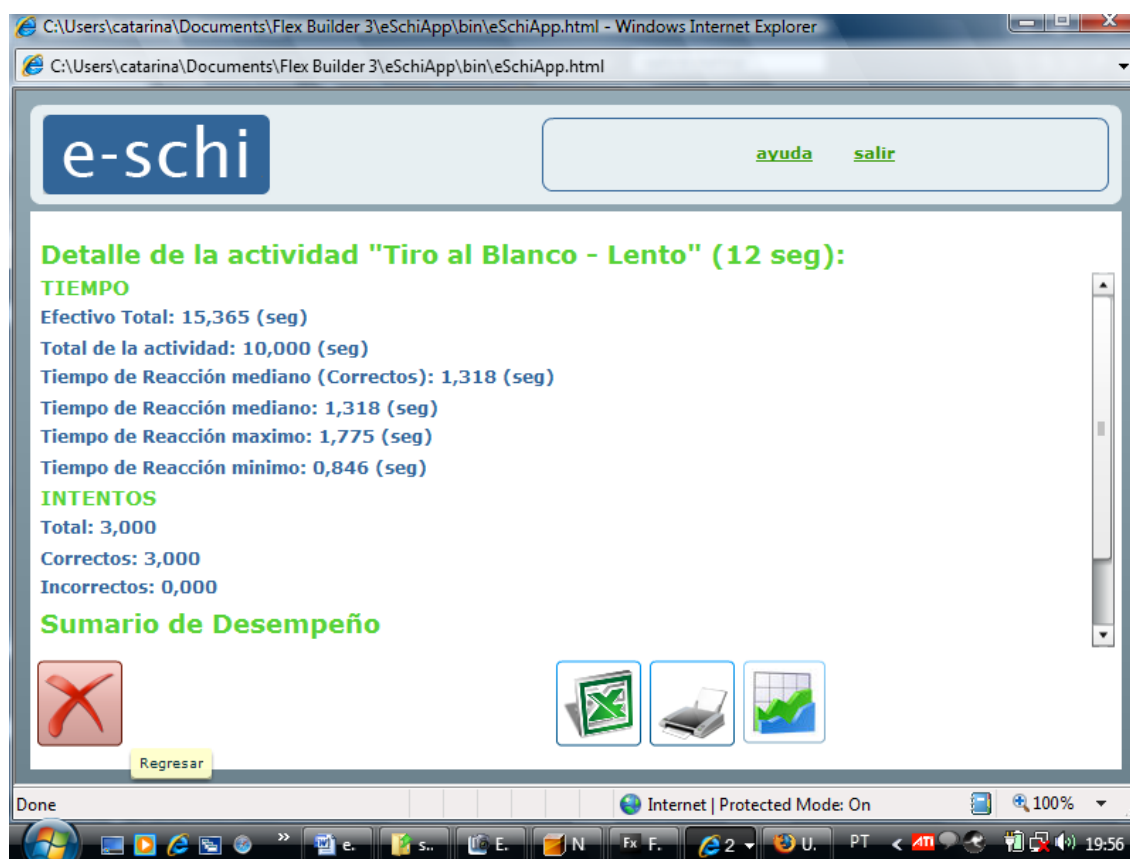 C:\Users\catarina\Documents\Flex Builder 3\eSchiApp\bin\eSchiApp.html - Windows Internet Explorer
C:\Users\catarina\Documents\Flex Builder 3\eSchiApp\bin\eSchiApp.html
e-schi
ayuda salir
Detalle de la actividad "Tiro al Blanco - Lento" (12 seg):
TIEMPO
Efectivo Total: 15,365 (seg)
Total de la actividad: 10,000 (seg)
Tiempo de Reacción mediano (Correctos): 1,318 (seg)
Tiempo de Reacción mediano: 1,318 (seg)
Tiempo de Reacción maximo: 1,775 (seg)
Tiempo de Reacción minimo: 0,846 (seg)
INTENTOS
Total: 3,000
Correctos: 3,000
Incorrectos: 0,000
Sumario de Desempeño
Regresar
Done Internet | Protected Mode: On 100%
» e. s.. E. N Fx F. 2 U. PT < ATI 19:56